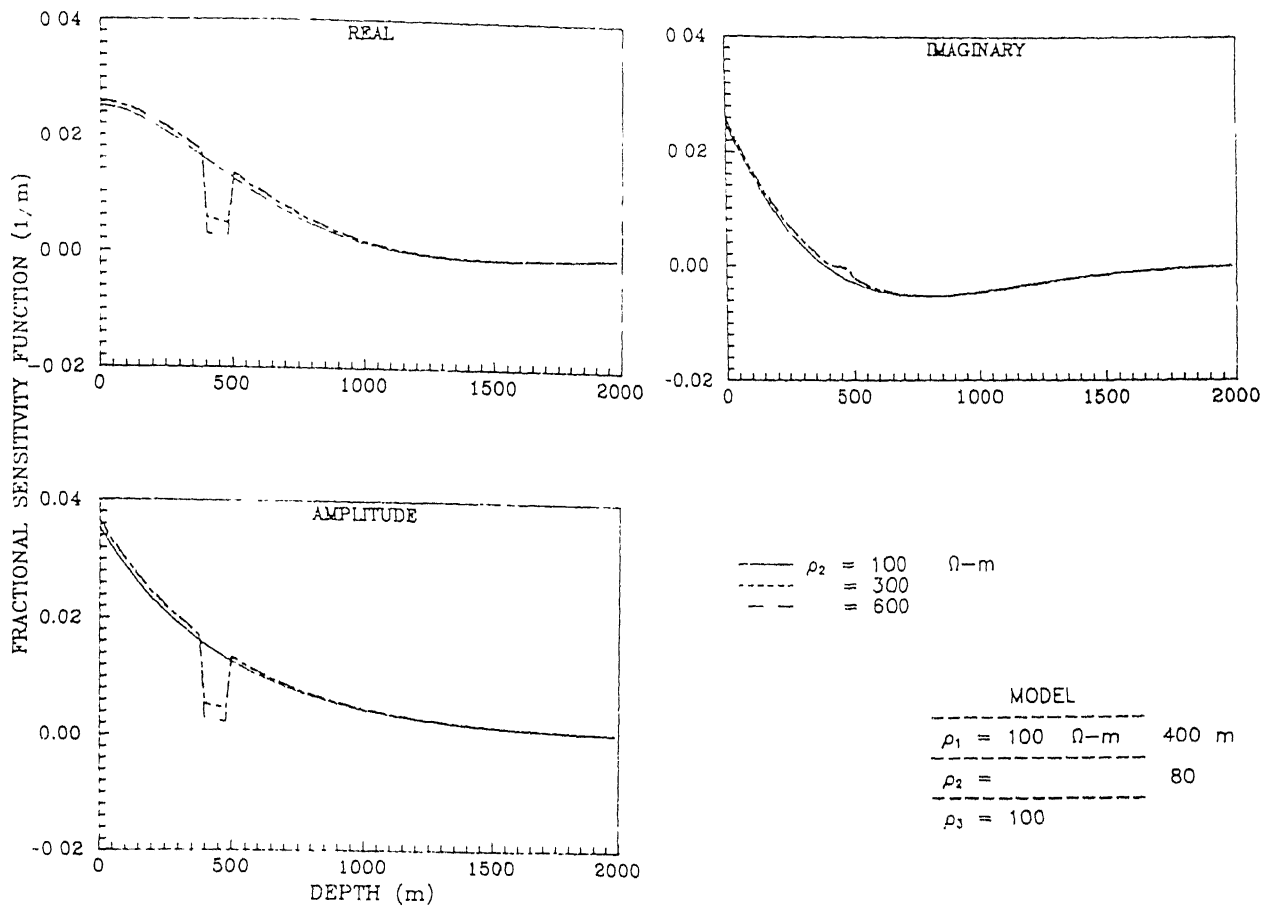 FRACTIONAL SENSITIVITY FUNCTION (1/m)
REAL
0 04
0 02
0 00
-0 02
0
500
1000
1500
2000
IMAGINARY
0 04
0 02
0.00
-0.02
0
500
1000
1500
2000
AMPLITUDE
0.04
0.02
0.00
-0 02
0
500
1000
1500
2000
DEPTH (m)
ρ₂ = 100 Ω-m
= 300
= 600
MODEL
ρ₁ = 100 Ω-m 400 m
ρ₂ = 80
ρ₃ = 100